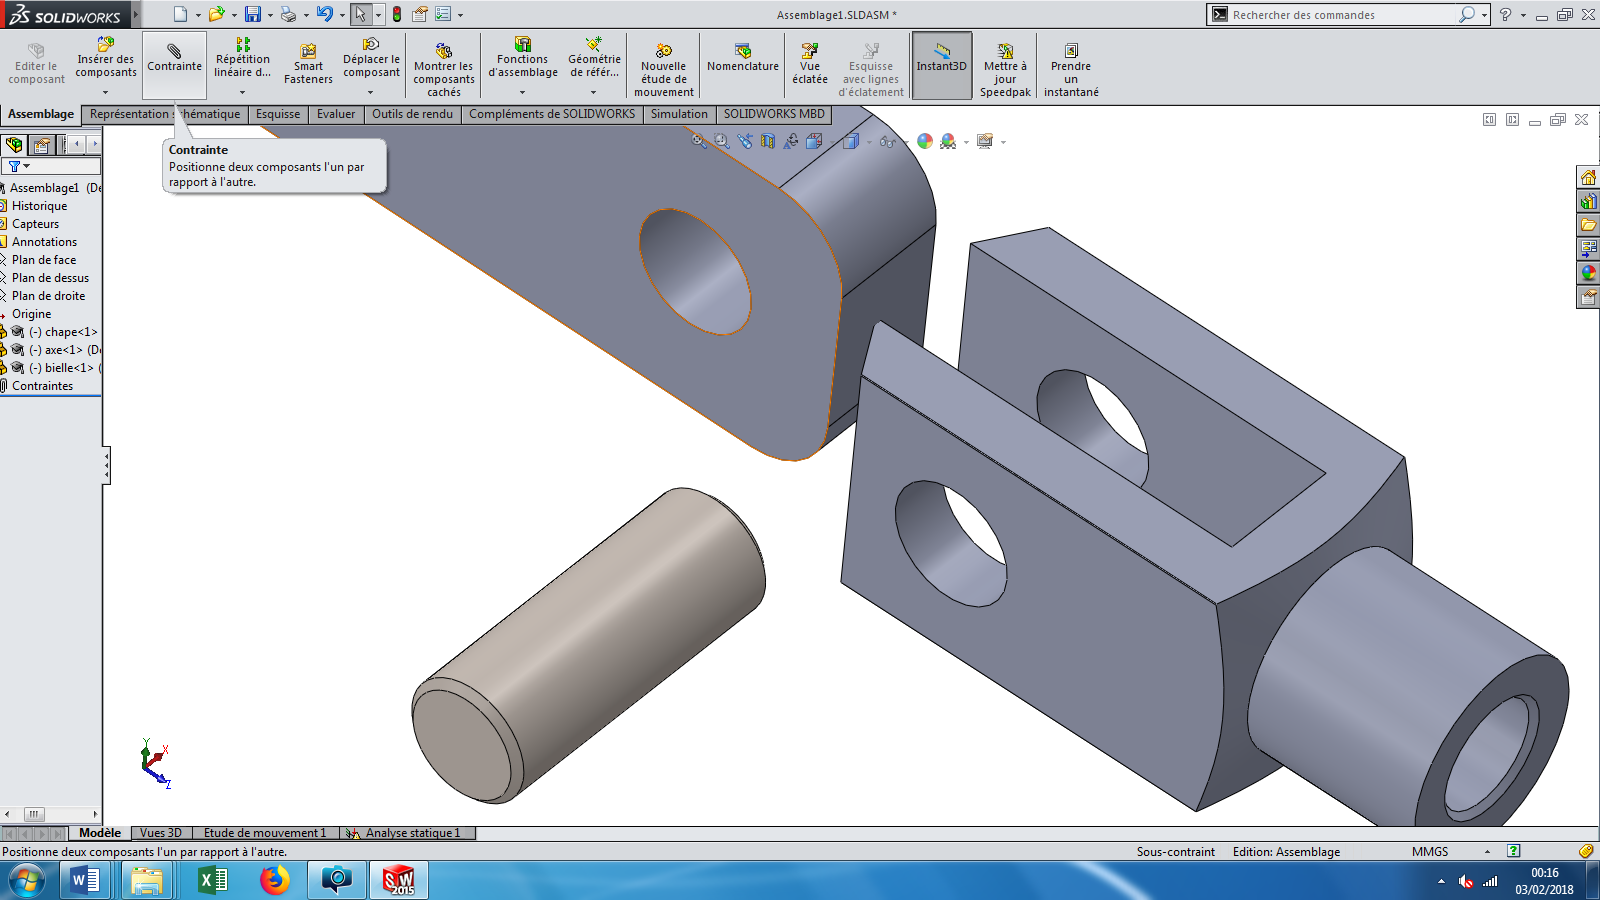 SOLIDWORKS
Assemblage1.SLDASM *
Rechercher des commandes
Editer le composant
Insérer des composants
Contrainte
Répétition linéaire d...
Smart Fasteners
Déplacer le composant
Montrer les composants cachés
Fonctions d'assemblage
Géométrie de référ...
Nouvelle étude de mouvement
Nomenclature
Vue éclatée
Esquisse avec lignes d'éclatement
Instant3D
Mettre à jour Speedpak
Prendre un instantané
Assemblage
Représentation schématique
Esquisse
Evaluer
Outils de rendu
Compléments de SOLIDWORKS
Simulation
SOLIDWORKS MBD
Contrainte
Positionne deux composants l'un par
rapport à l'autre.
Assemblage1 (De
Historique
Capteurs
Annotations
Plan de face
Plan de dessus
Plan de droite
Origine
(-) chape<1>
(-) axe<1> (De
(-) bielle<1> (
Contraintes
Y
X
Z
Modèle
Vues 3D
Etude de mouvement 1
Analyse statique 1
Positionne deux composants l'un par rapport à l'autre.
Sous-contraint
Edition: Assemblage
MMGS
SW 2015
00:16
03/02/2018